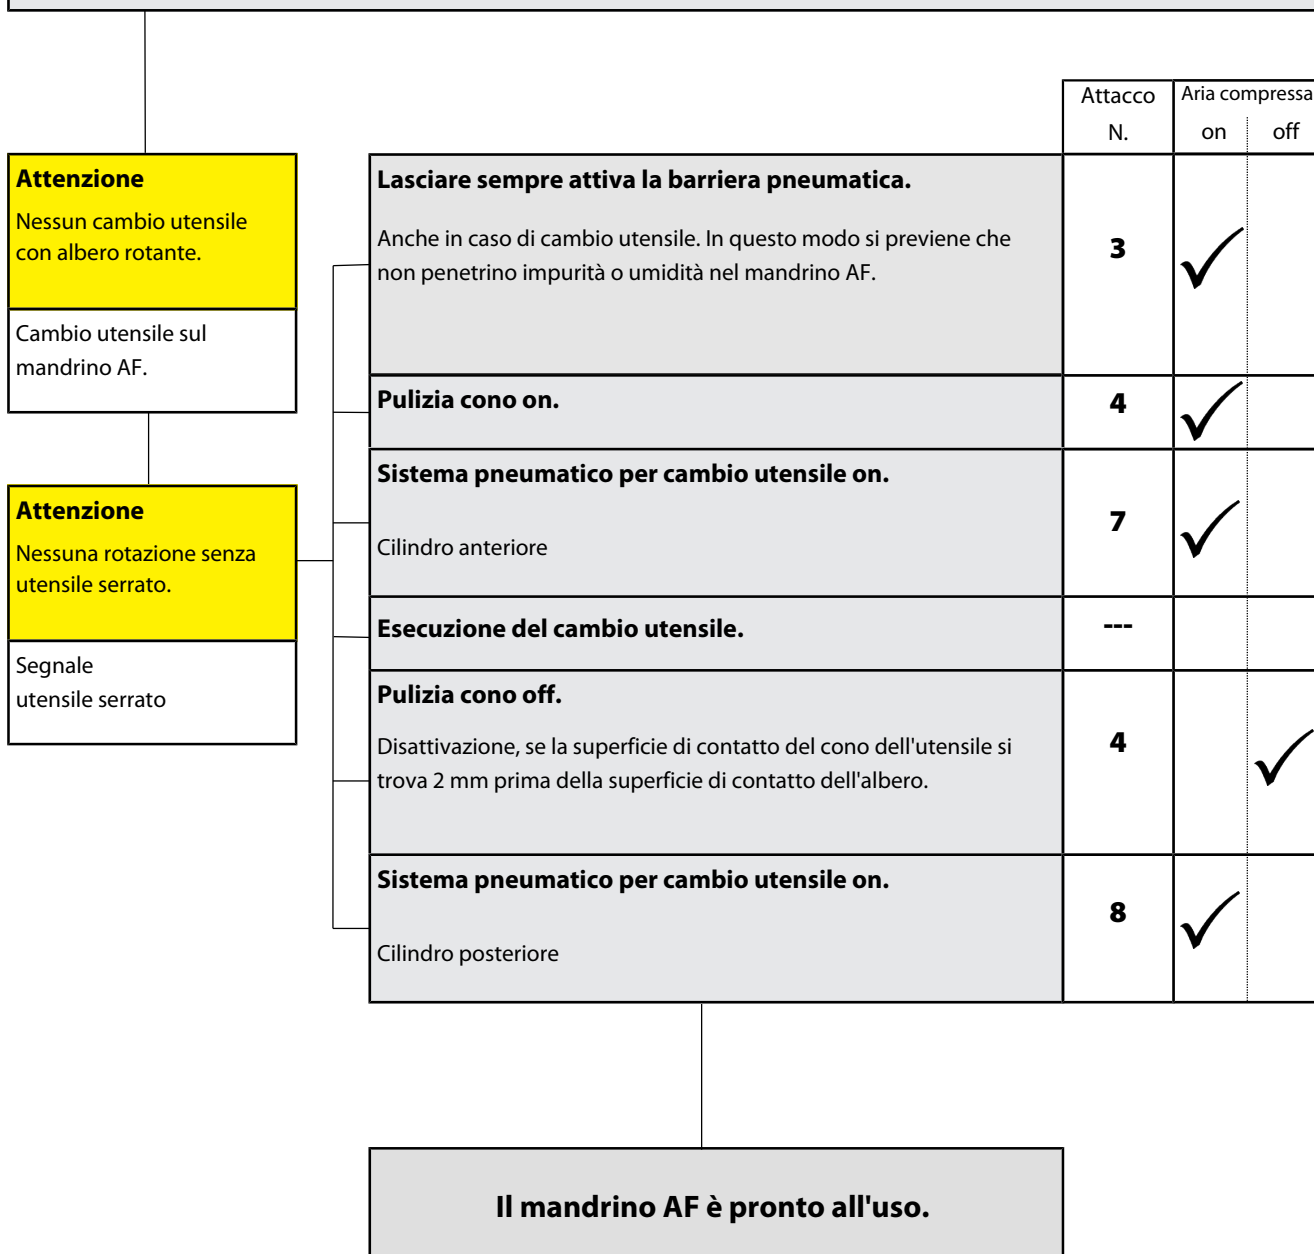 Attacco
N.
Aria compressa
on off
Attenzione
Nessun cambio utensile
con albero rotante.
Cambio utensile sul
mandrino AF.
Attenzione
Nessuna rotazione senza
utensile serrato.
Segnale
utensile serrato
Lasciare sempre attiva la barriera pneumatica.
Anche in caso di cambio utensile. In questo modo si previene che
non penetrino impurità o umidità nel mandrino AF.
3
Pulizia cono on.
4
Sistema pneumatico per cambio utensile on.
Cilindro anteriore
7
Esecuzione del cambio utensile.
---
Pulizia cono off.
Disattivazione, se la superficie di contatto del cono dell'utensile si
trova 2 mm prima della superficie di contatto dell'albero.
4
Sistema pneumatico per cambio utensile on.
Cilindro posteriore
8
Il mandrino AF è pronto all'uso.